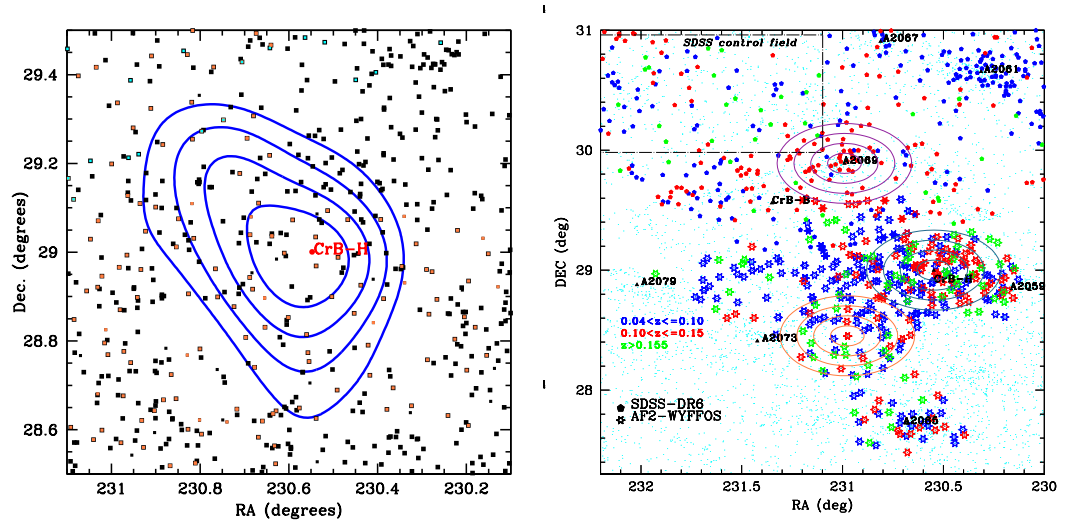 29.4
29.2
29
28.8
28.6
Dec. (degrees)
CrB-H
231
230.8
230.6
230.4
230.2
RA (degrees)
31
30
29
28
DEC (deg)
SDSS control field
A2067
A2061
A2069
CrB-B
A2079
A2059
0.04<z<=0.10
0.10<z<=0.15
z>0.165
A2073
SDSS-DR6
AF2-WYFFOS
232
231.5
231
230.5
230
RA (deg)